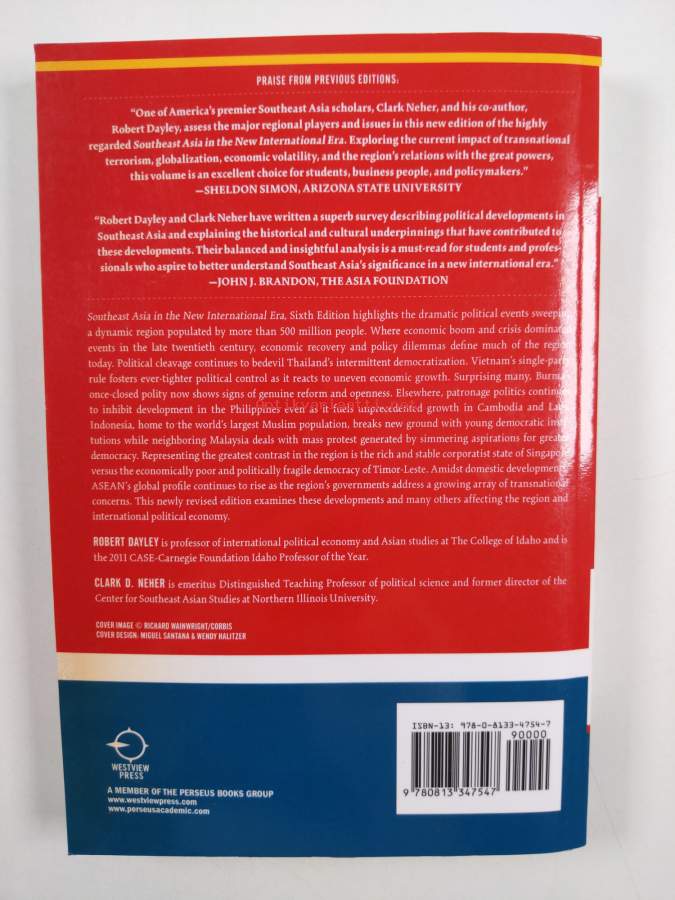 PRAISE FROM PREVIOUS EDITIONS:
“One of America’s premier Southeast Asia scholars, Clark Neher, and his co-author,
Robert Dayley, assess the major regional players and issues in this new edition of the highly
regarded Southeast Asia in the New International Era. Exploring the current impact of transnational
terrorism, globalization, economic volatility, and the region’s relations with the great powers,
this volume is an excellent choice for students, business people, and policymakers.”
—SHELDON SIMON, ARIZONA STATE UNIVERSITY
“Robert Dayley and Clark Neher have written a superb survey describing political developments in
Southeast Asia and explaining the historical and cultural underpinnings that have contributed to
these developments. Their balanced and insightful analysis is a must-read for students and profes-
sionals who aspire to better understand Southeast Asia’s significance in a new international era.”
—JOHN J. BRANDON, THE ASIA FOUNDATION
Southeast Asia in the New International Era, Sixth Edition highlights the dramatic political events sweeping
a dynamic region populated by more than 500 million people. Where economic boom and crisis dominated
events in the late twentieth century, economic recovery and policy dilemmas define much of the region
today. Political cleavage continues to bedevil Thailand’s intermittent democratization. Vietnam’s single-party
rule fosters ever-tighter political control as it reacts to uneven economic growth. Surprising many, Burma’s
once-closed polity now shows signs of genuine reform and openness. Elsewhere, patronage politics continues
to inhibit development in the Philippines even as it fuels unprecedented growth in Cambodia and Laos.
Indonesia, home to the world’s largest Muslim population, breaks new ground with young democratic insti-
tutions while neighboring Malaysia deals with mass protest generated by simmering aspirations for greater
democracy. Representing the greatest contrast in the region is the rich and stable corporatist state of Singapore
versus the economically poor and politically fragile democracy of Timor-Leste. Amidst domestic developments,
ASEAN’s global profile continues to rise as the region’s governments address a growing array of transnational
concerns. This newly revised edition examines these developments and many others affecting the region and
international political economy.
ROBERT DAYLEY is professor of international political economy and Asian studies at The College of Idaho and is
the 2011 CASE-Carnegie Foundation Idaho Professor of the Year.
CLARK D. NEHER is emeritus Distinguished Teaching Professor of political science and former director of the
Center for Southeast Asian Studies at Northern Illinois University.
COVER IMAGE © RICHARD WAINWRIGHT/CORBIS
COVER DESIGN: MIGUEL SANTANA & WENDY HALITZER
WESTVIEW
PRESS
A MEMBER OF THE PERSEUS BOOKS GROUP
www.westviewpress.com
www.perseusacademic.com
ISBN-13: 978-0-8133-4754-7
90000
9 780813 347547